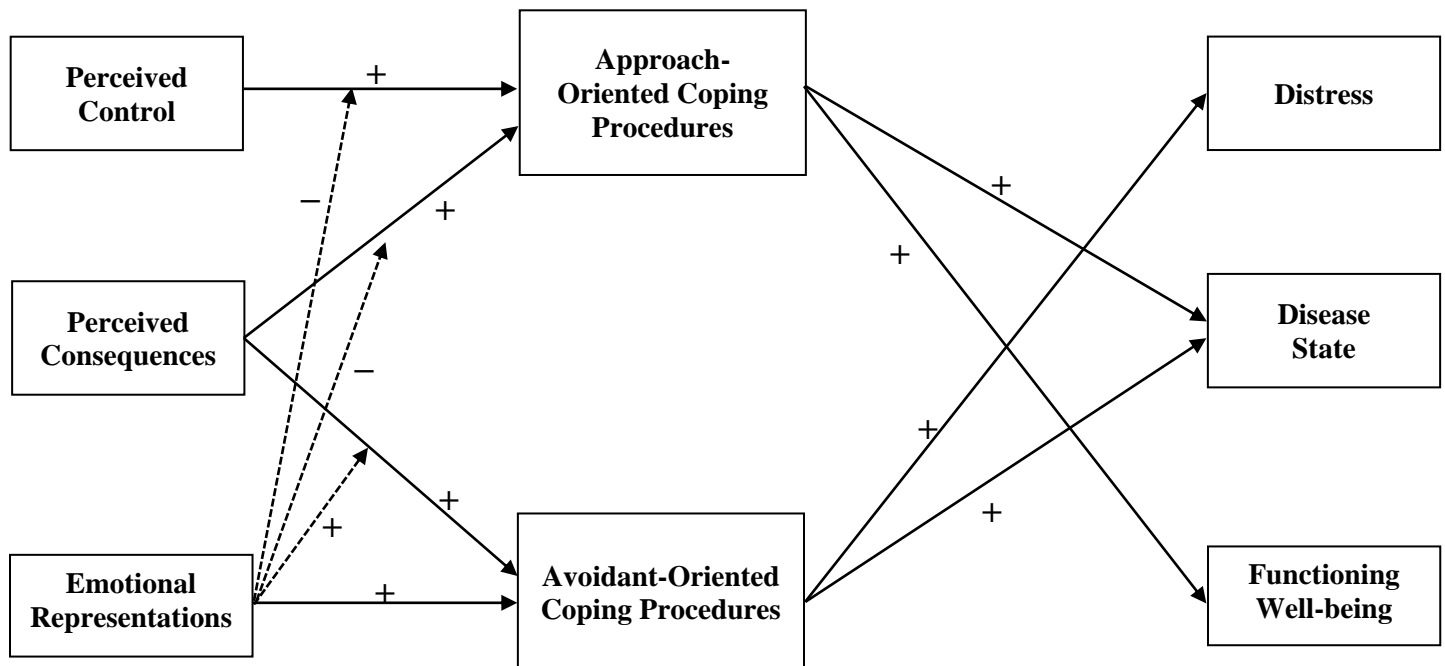 Perceived
Control
+
Approach-
Oriented Coping
Procedures
Distress
−
+
+
+
Perceived
Consequences
−
Disease
State
+
+
+
+
Emotional
Representations
+
Avoidant-Oriented
Coping Procedures
Functioning
Well-being